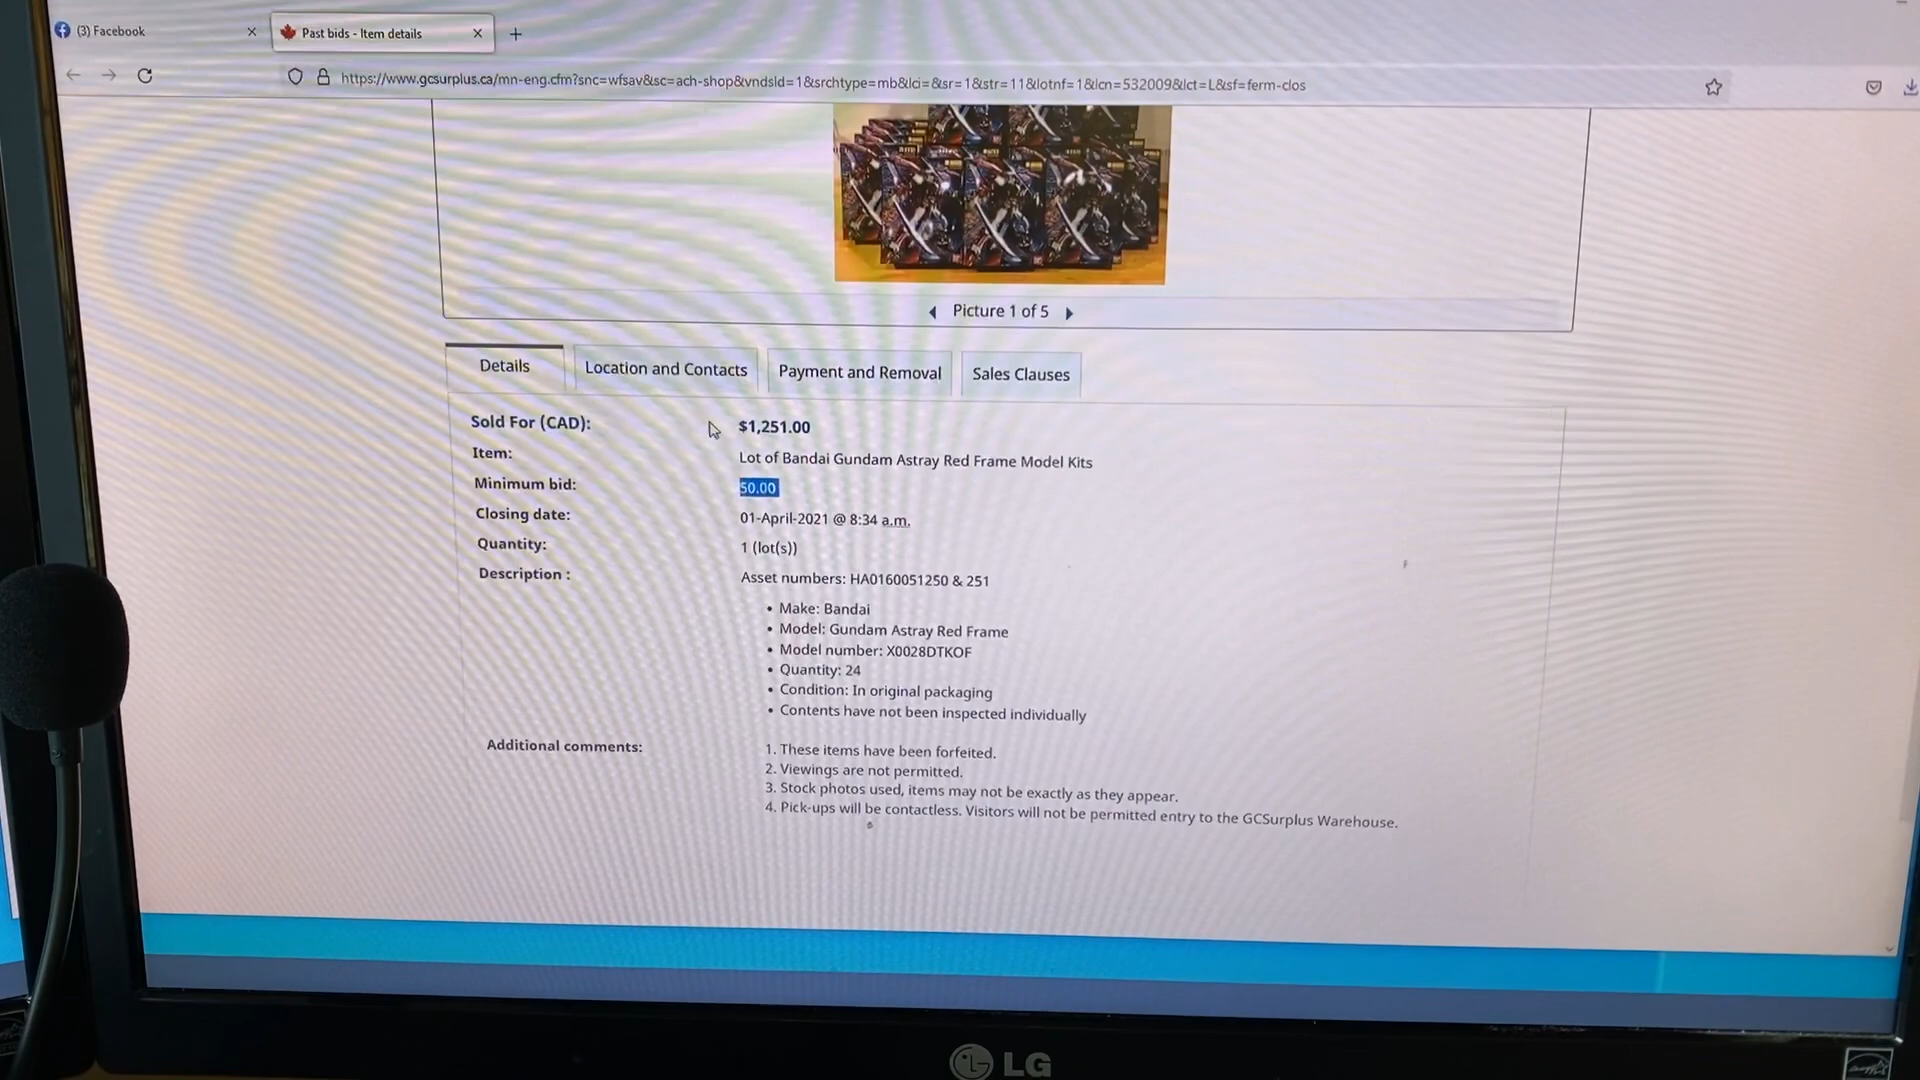 (3) Facebook
Past bids - Item details
https://www.gcsurplus.ca/mn-eng.cfm?snc=wfsav&sc=ach-shop&vndsld=1&srchtype=mb&lci=&sr=1&str=11&lotnf=1&lcn=532009&lct=L&sf=ferm-clos
Picture 1 of 5
Details Location and Contacts Payment and Removal Sales Clauses
Sold For (CAD): $1,251.00
Item: Lot of Bandai Gundam Astray Red Frame Model Kits
Minimum bid: 50.00
Closing date: 01-April-2021 @ 8:34 a.m.
Quantity: 1 (lot(s))
Description : Asset numbers: HA0160051250 & 251
• Make: Bandai
• Model: Gundam Astray Red Frame
• Model number: X0028DTKOF
• Quantity: 24
• Condition: In original packaging
• Contents have not been inspected individually
Additional comments: 1. These items have been forfeited.
2. Viewings are not permitted.
3. Stock photos used, items may not be exactly as they appear.
4. Pick-ups will be contactless. Visitors will not be permitted entry to the GCSurplus Warehouse.
LG